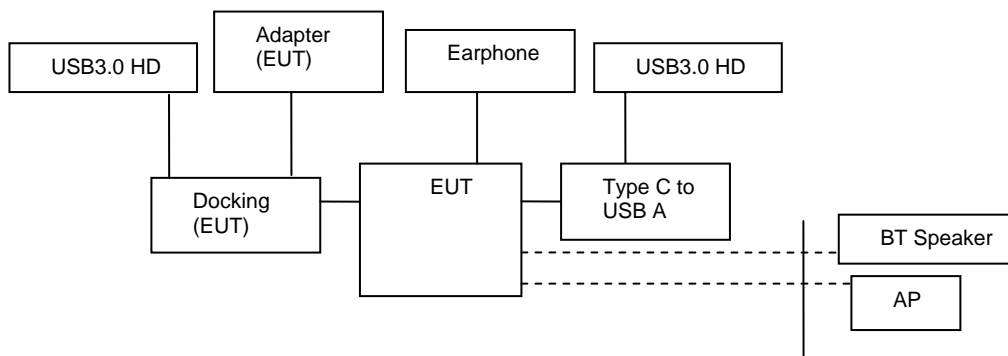 USB3.0 HD
Adapter
(EUT)
Earphone
USB3.0 HD
Docking
(EUT)
EUT
Type C to
USB A
BT Speaker
AP